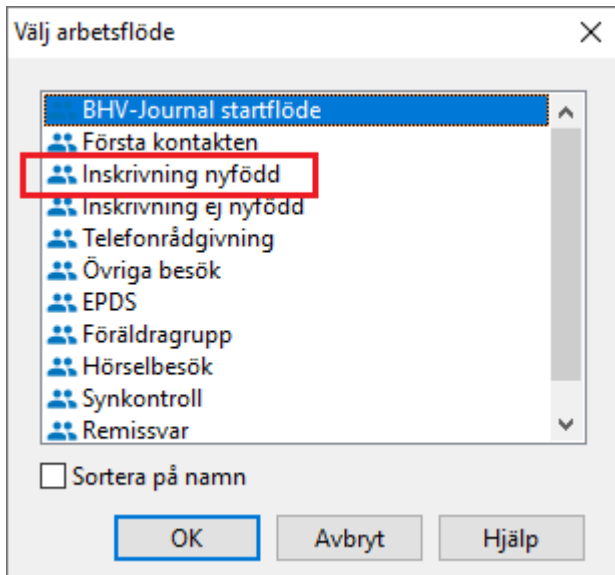 Välj arbetsflöde
BHV-Journal startflöde
Första kontakten
Inskrivning nyfödd
Inskrivning ej nyfödd
Telefonrådgivning
Övriga besök
EPDS
Föräldragrupp
Hörselbesök
Synkontroll
Remissvar
Sortera på namn
OK
Avbryt
Hjälp